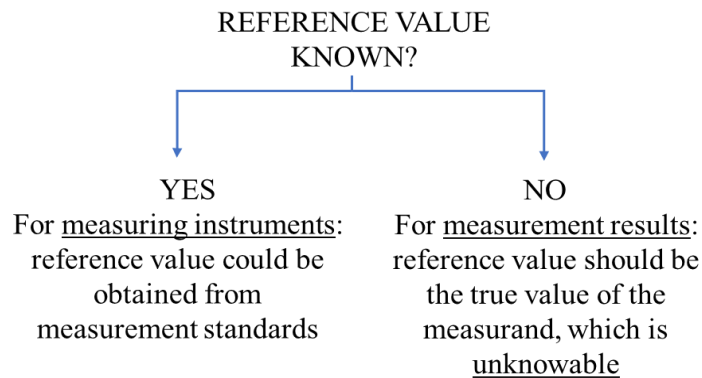 REFERENCE VALUE
KNOWN?
YES
For measuring instruments:
reference value could be
obtained from
measurement standards
NO
For measurement results:
reference value should be
the true value of the
measurand, which is
unknowable